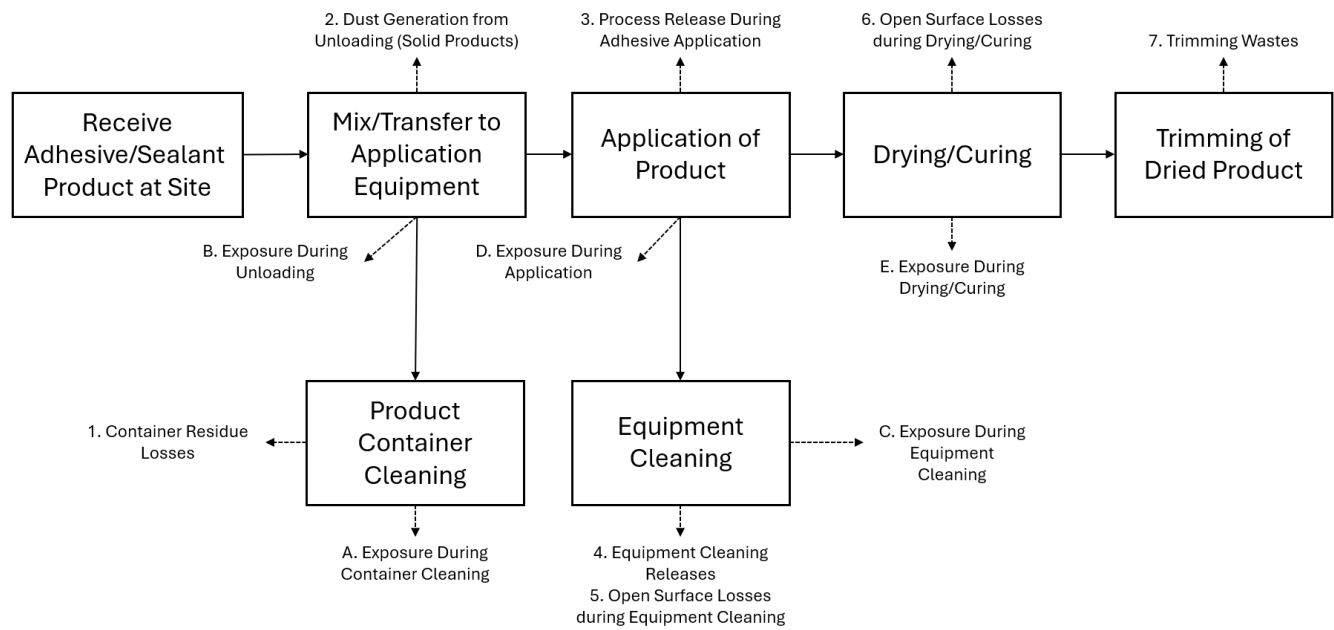 2. Dust Generation from
Unloading (Solid Products)
3. Process Release During
Adhesive Application
6. Open Surface Losses
during Drying/Curing
7. Trimming Wastes
Receive
Adhesive/Sealant
Product at Site
Mix/Transfer to
Application
Equipment
Application of
Product
Drying/Curing
Trimming of
Dried Product
B. Exposure During
Unloading
D. Exposure During
Application
E. Exposure During
Drying/Curing
1. Container Residue
Losses
Product
Container
Cleaning
Equipment
Cleaning
C. Exposure During
Equipment
Cleaning
A. Exposure During
Container Cleaning
4. Equipment Cleaning
Releases
5. Open Surface Losses
during Equipment Cleaning